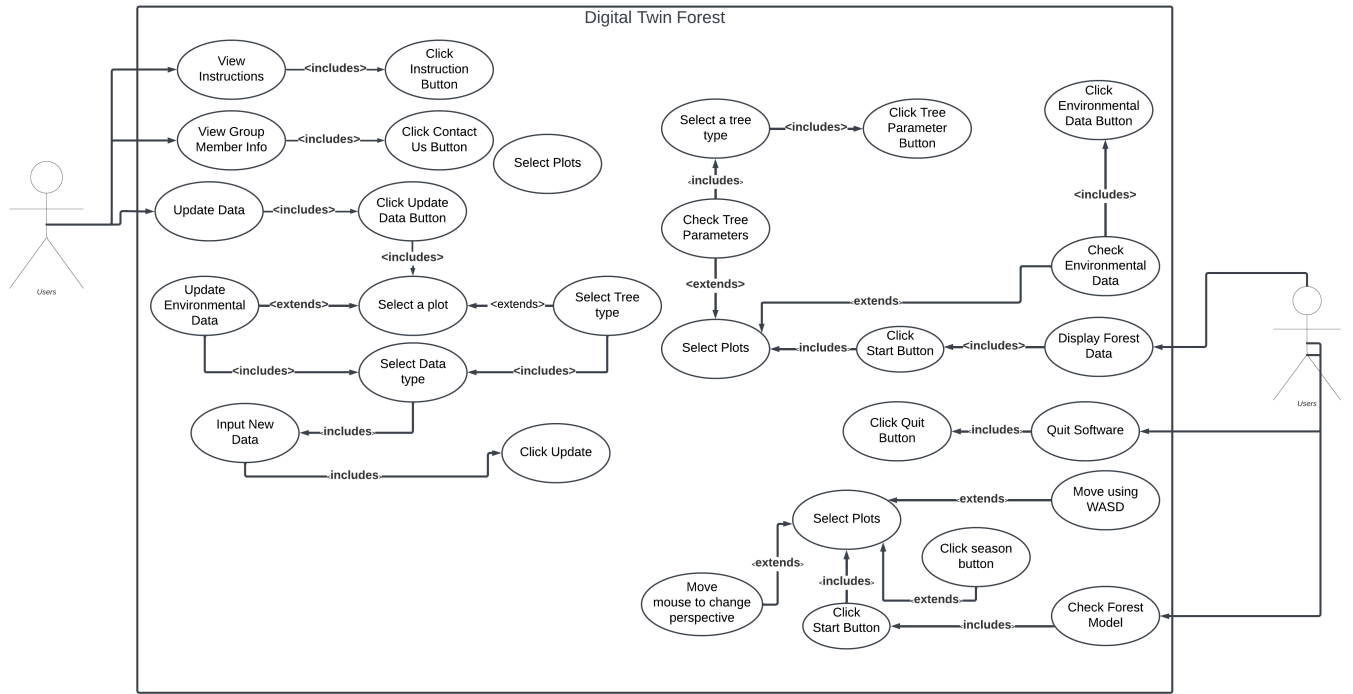 Digital Twin Forest
View
Instructions
<includes>
Click
Instruction
Button
View Group
Member Info
<includes>
Click Contact
Us Button
Select Plots
Update Data
<includes>
Click Update
Data Button
<includes>
Update
Environmental
Data
<extends>
Select a plot
<extends>
Select Tree
type
<includes>
Select Data
type
<includes>
Input New
Data
<includes>
<includes>
Click Update
Users
Select a tree
type
<includes>
Click Tree
Parameter
Button
<includes>
Check Tree
Parameters
<extends>
Select Plots
Click
Environmental
Data Button
<includes>
Check
Environmental
Data
<extends>
<includes>
Click
Start Button
<includes>
Display Forest
Data
Click Quit
Button
<includes>
Quit Software
Users
Select Plots
<extends>
Move using
WASD
Click season
button
<extends>
<extends>
<includes>
Move
mouse to change
perspective
Click
Start Button
<includes>
Check Forest
Model